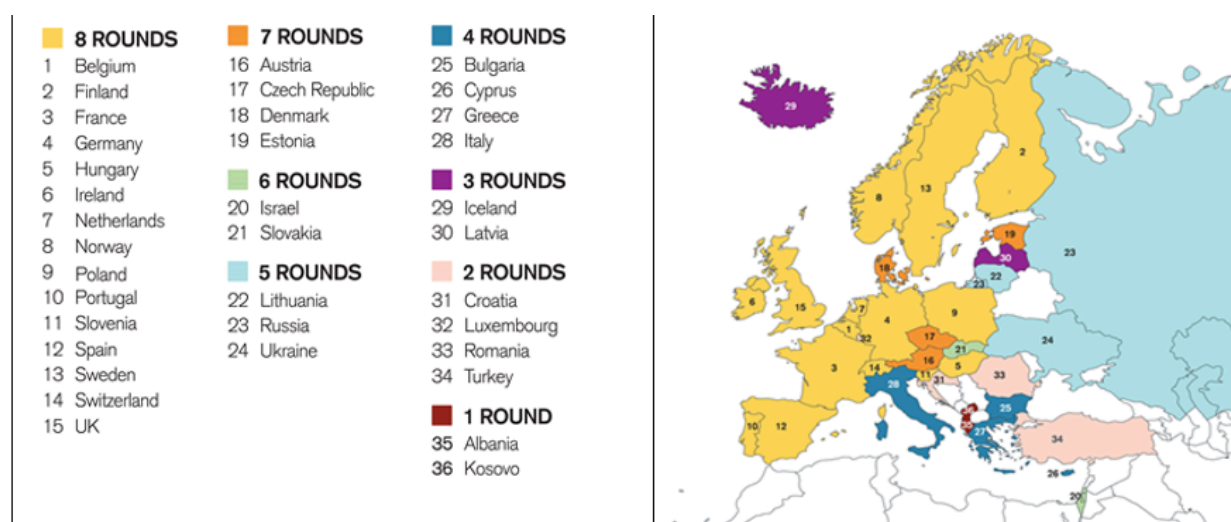 8 ROUNDS
1 Belgium
2 Finland
3 France
4 Germany
5 Hungary
6 Ireland
7 Netherlands
8 Norway
9 Poland
10 Portugal
11 Slovenia
12 Spain
13 Sweden
14 Switzerland
15 UK
7 ROUNDS
16 Austria
17 Czech Republic
18 Denmark
19 Estonia
6 ROUNDS
20 Israel
21 Slovakia
5 ROUNDS
22 Lithuania
23 Russia
24 Ukraine
4 ROUNDS
25 Bulgaria
26 Cyprus
27 Greece
28 Italy
3 ROUNDS
29 Iceland
30 Latvia
2 ROUNDS
31 Croatia
32 Luxembourg
33 Romania
34 Turkey
1 ROUND
35 Albania
36 Kosovo
29
2
8
13
19
23
30
18
22
23
6
15
7
9
4
1
32
17
24
21
16
3
14
5
11
31
33
28
25
36
35
10
12
27
34
26
20